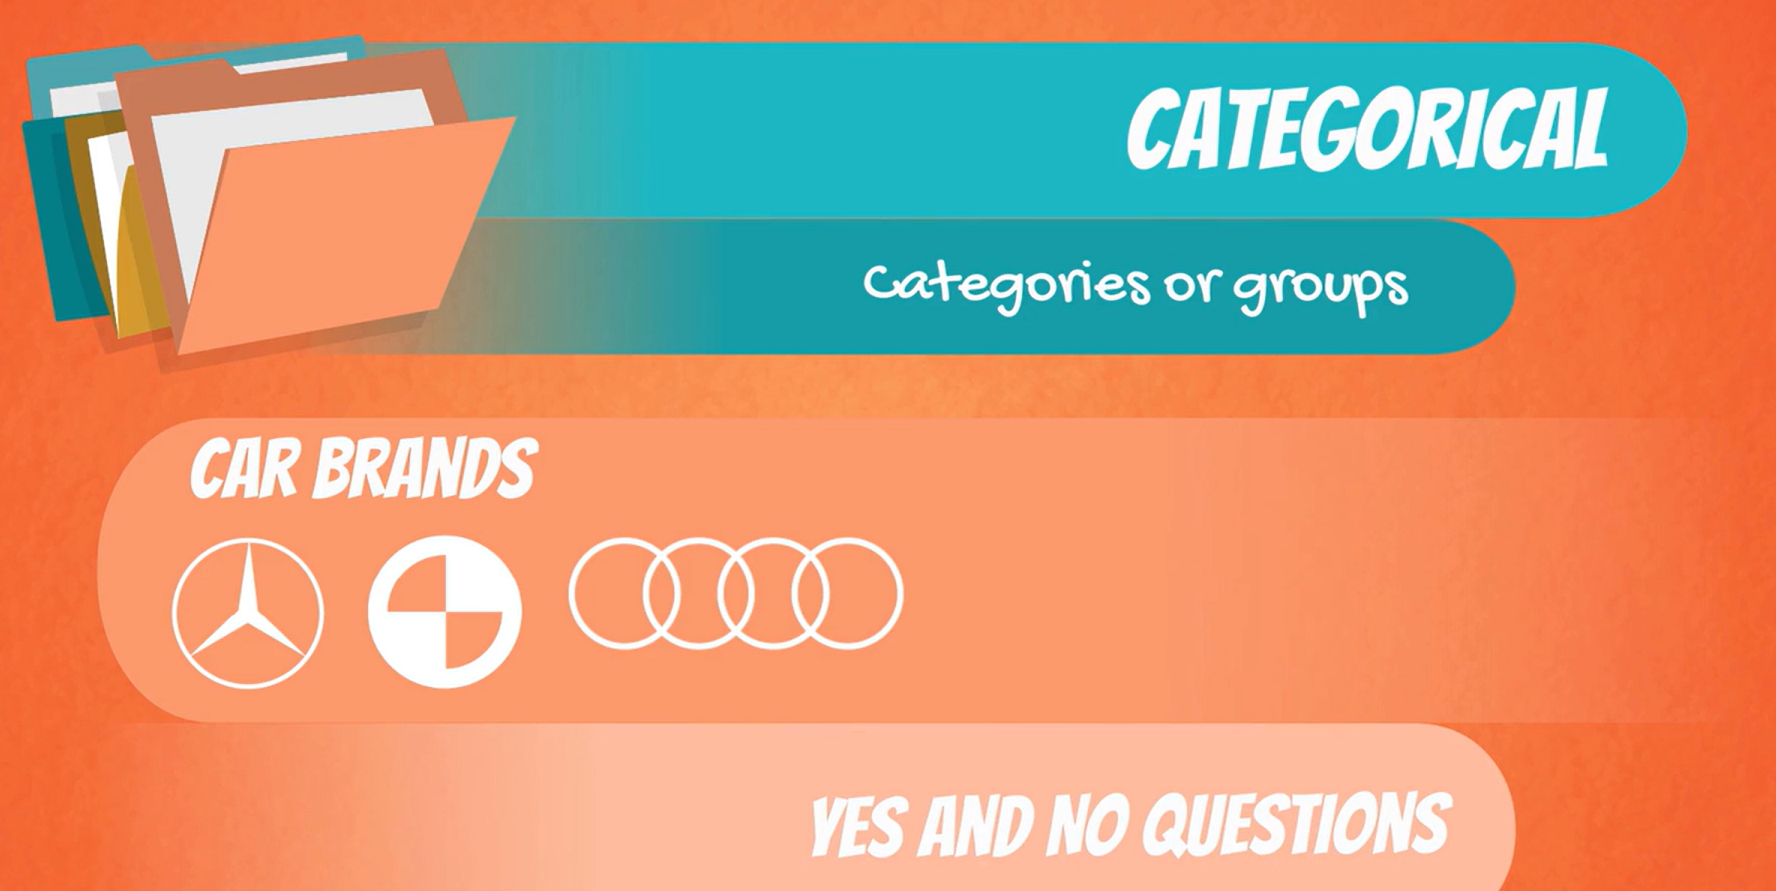 CATEGORICAL
Categories or groups
CAR BRANDS
YES AND NO QUESTIONS